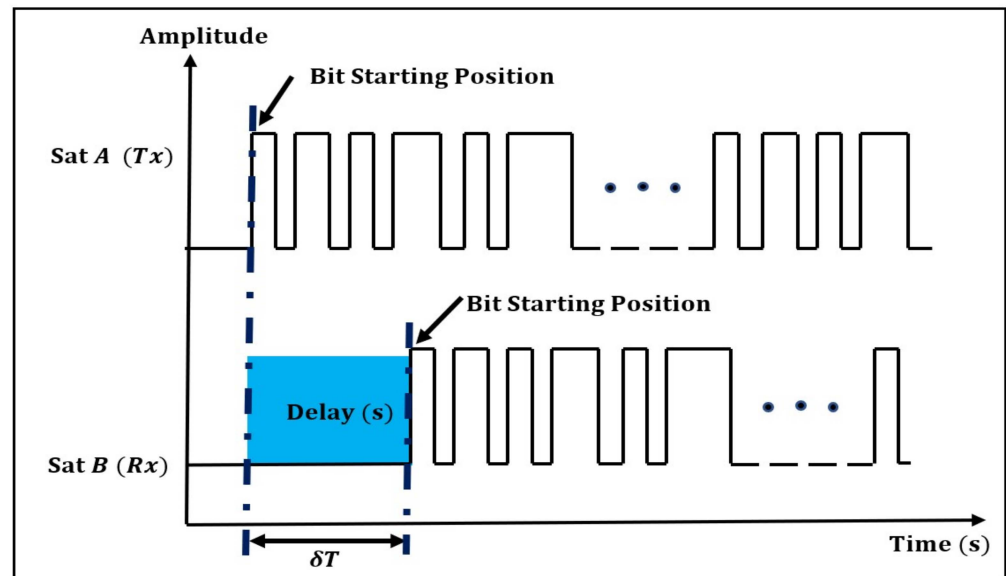 Amplitude
Bit Starting Position
Sat A (Tx)
Bit Starting Position
Delay (s)
Sat B (Rx)
Time (s)
δT